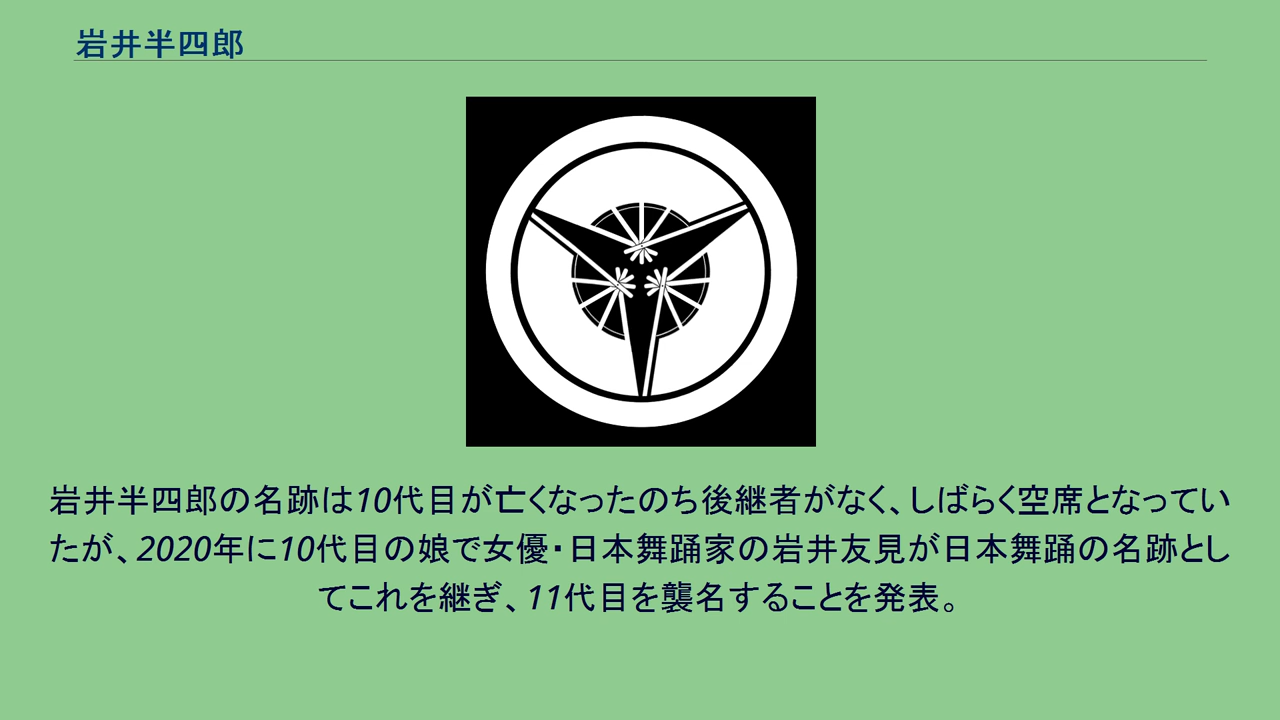 岩井半四郎
岩井半四郎の名跡は10代目が亡くなったのち後継者がなく、しばらく空席となってい
たが、2020年に10代目の娘で女優・日本舞踊家の岩井友見が日本舞踊の名跡とし
てこれを継ぎ、11代目を襲名することを発表。